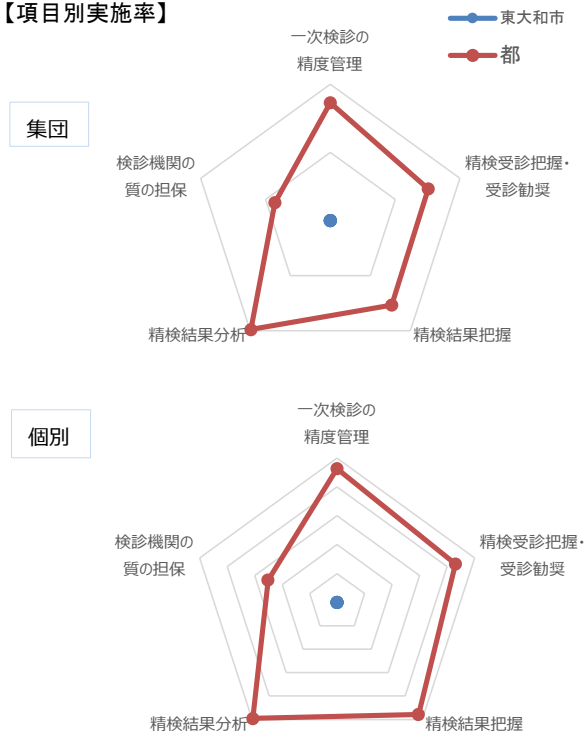 【項目別実施率】
東大和市
都
集団
一次検診の
精度管理
精検受診把握・
受診勧奨
精検結果把握
精検結果分析
検診機関の
質の担保
個別
一次検診の
精度管理
精検受診把握・
受診勧奨
精検結果把握
精検結果分析
検診機関の
質の担保